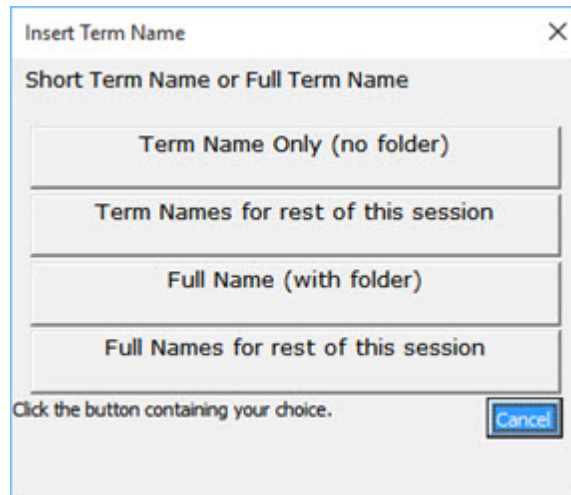 Insert Term Name
Short Term Name or Full Term Name
Term Name Only (no folder)
Term Names for rest of this session
Full Name (with folder)
Full Names for rest of this session
Click the button containing your choice.
Cancel